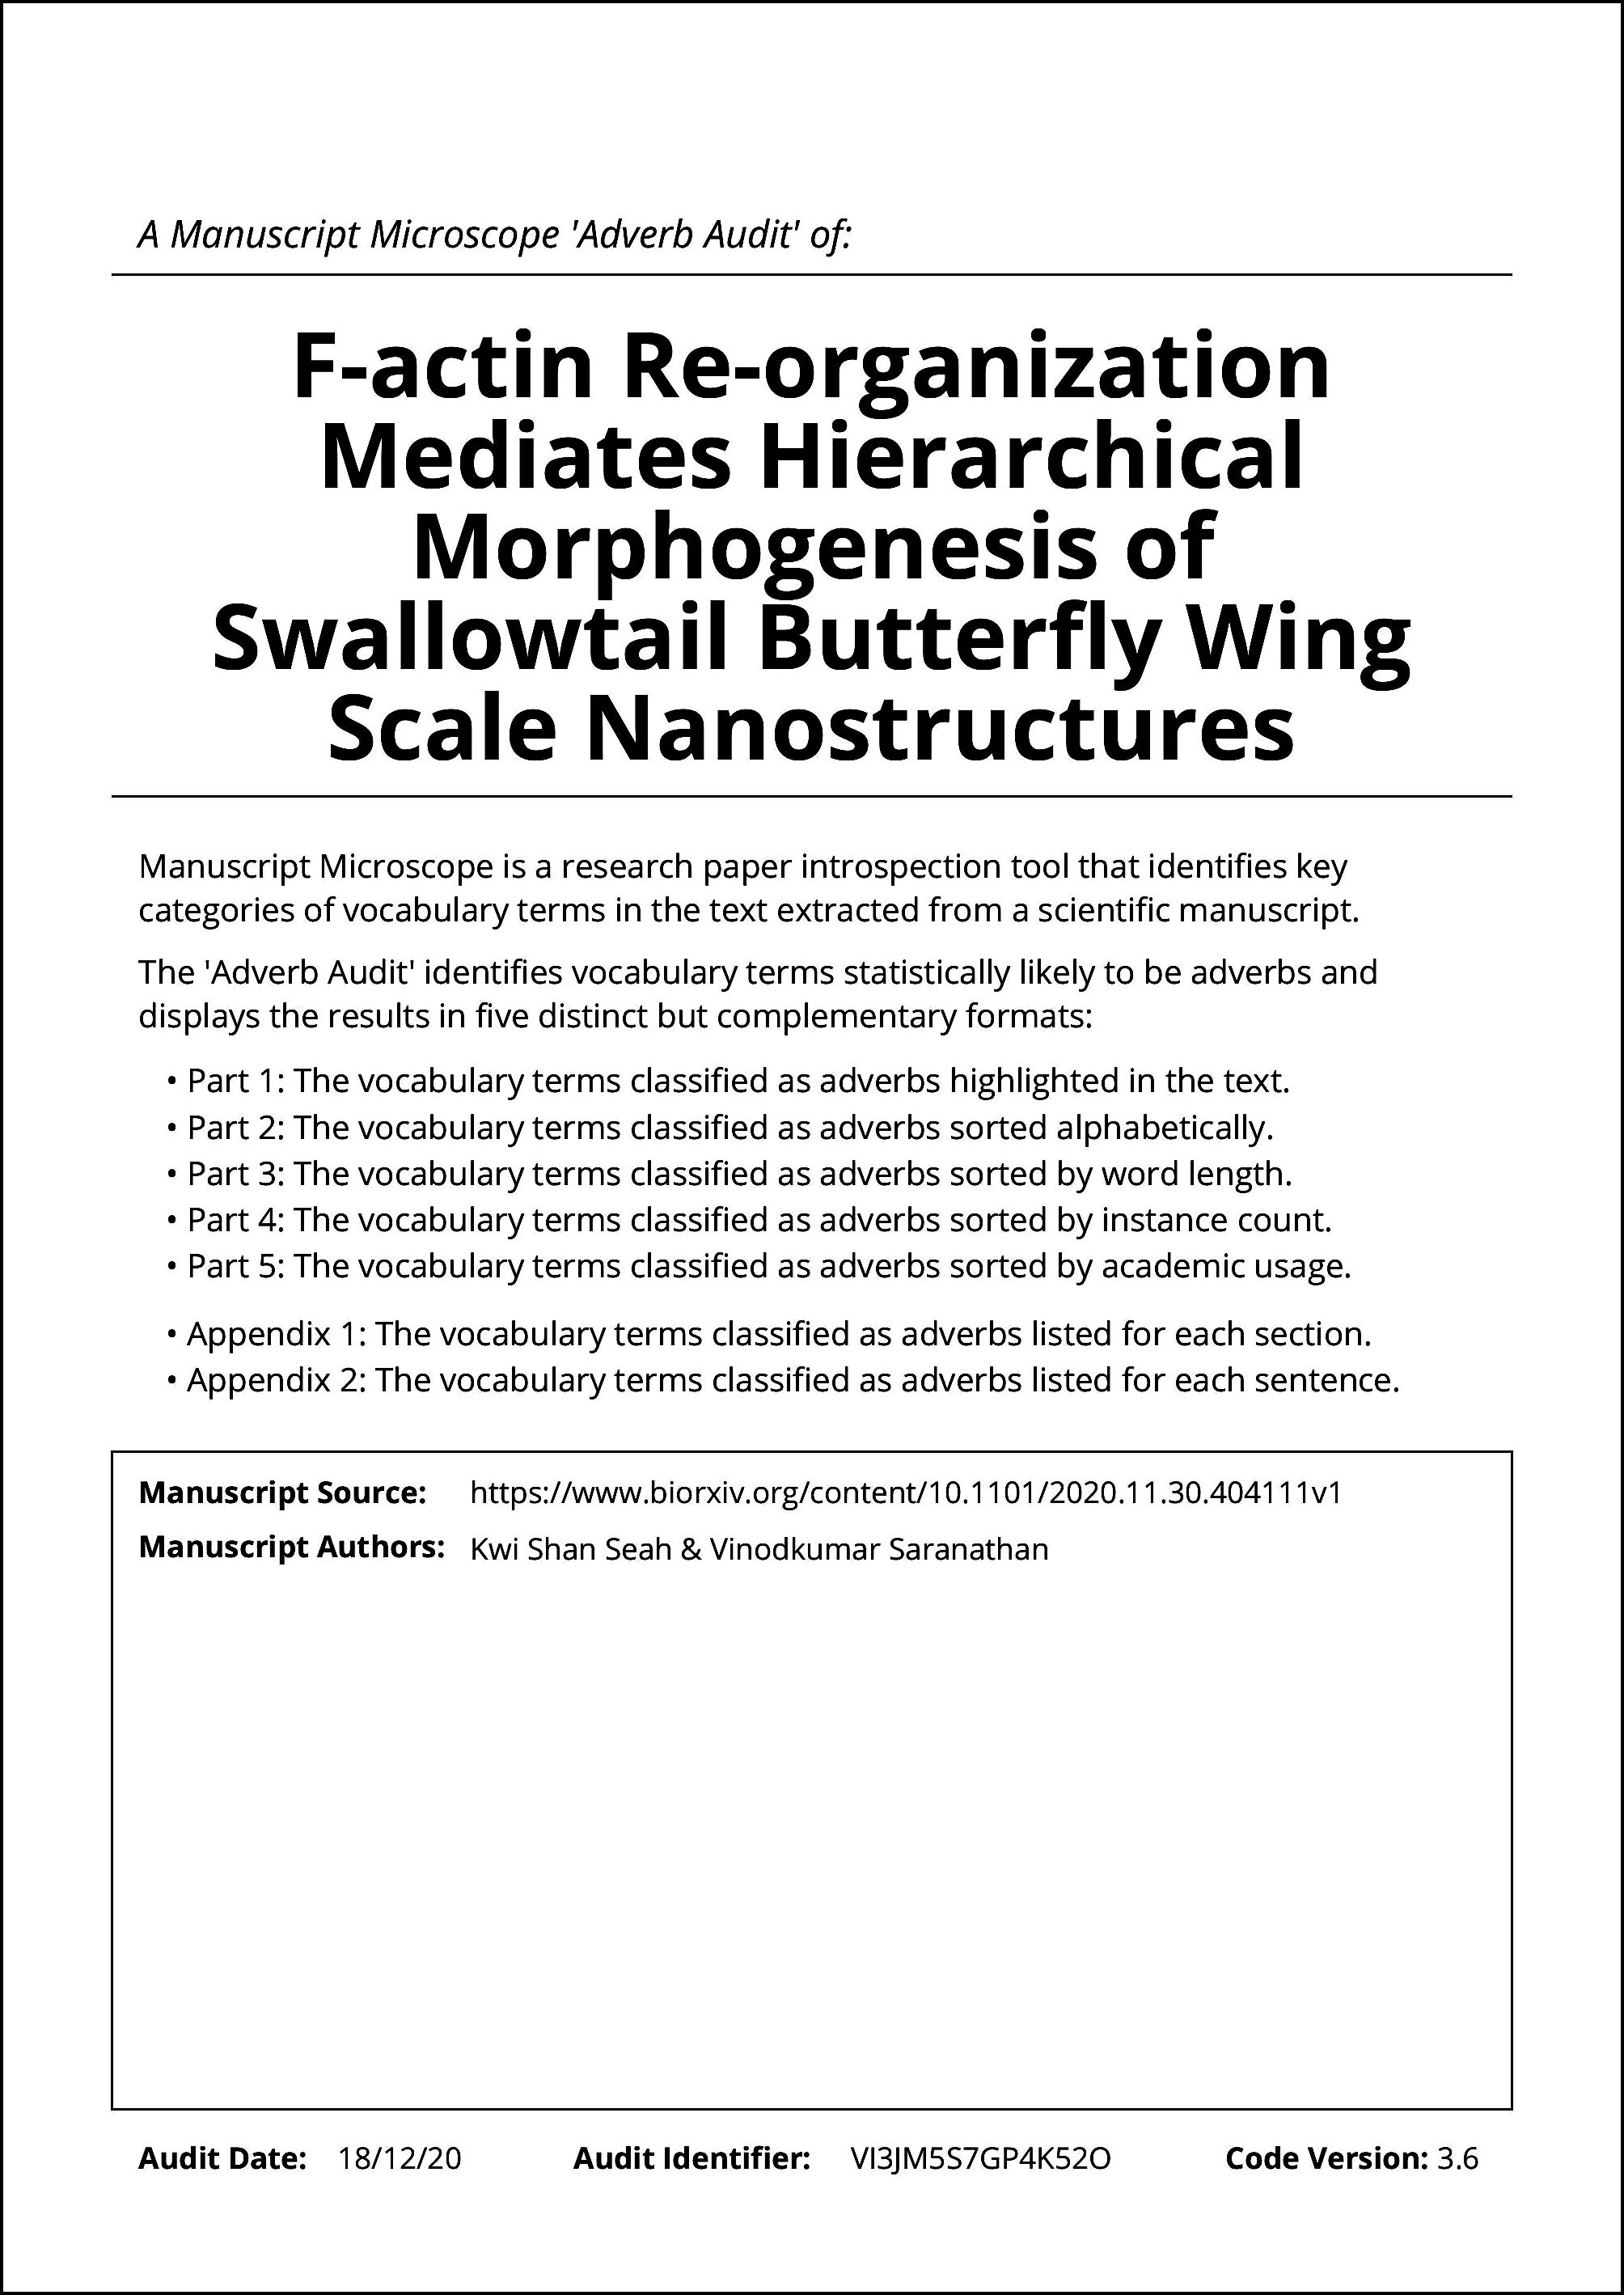 A Manuscript Microscope 'Adverb Audit' of:
F-actin Re-organization
Mediates Hierarchical
Morphogenesis of
Swallowtail Butterfly Wing
Scale Nanostructures
Manuscript Microscope is a research paper introspection tool that identifies key
categories of vocabulary terms in the text extracted from a scientific manuscript.
The 'Adverb Audit' identifies vocabulary terms statistically likely to be adverbs and
displays the results in five distinct but complementary formats:
• Part 1: The vocabulary terms classified as adverbs highlighted in the text.
• Part 2: The vocabulary terms classified as adverbs sorted alphabetically.
• Part 3: The vocabulary terms classified as adverbs sorted by word length.
• Part 4: The vocabulary terms classified as adverbs sorted by instance count.
• Part 5: The vocabulary terms classified as adverbs sorted by academic usage.
• Appendix 1: The vocabulary terms classified as adverbs listed for each section.
• Appendix 2: The vocabulary terms classified as adverbs listed for each sentence.
Manuscript Source: https://www.biorxiv.org/content/10.1101/2020.11.30.404111v1
Manuscript Authors: Kwi Shan Seah & Vinodkumar Saranathan
Audit Date: 18/12/20 Audit Identifier: VI3JM5S7GP4K52O Code Version: 3.6